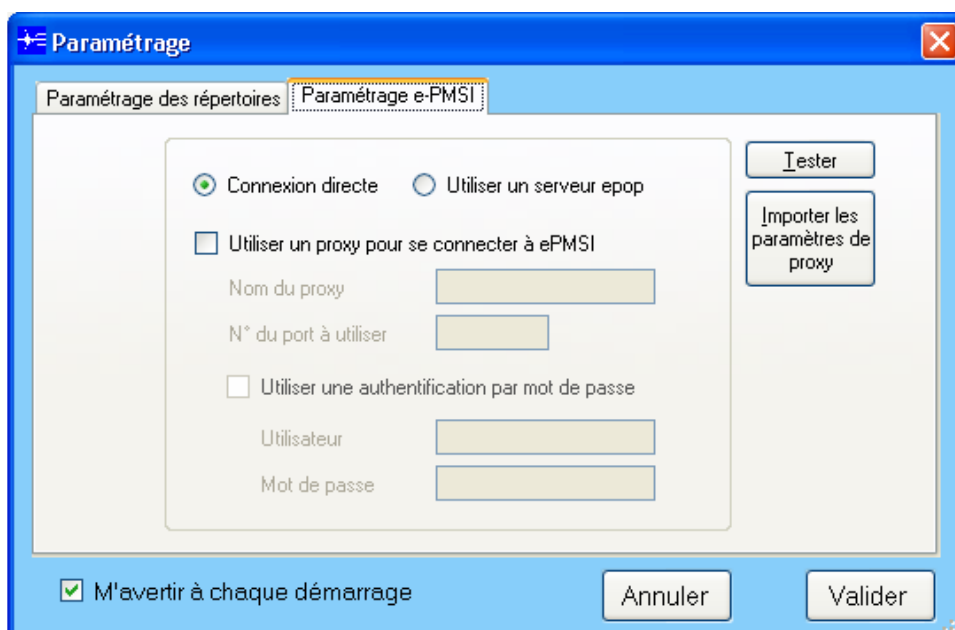 Paramétrage
Paramétrage des répertoires
Paramétrage e-PMSI
Connexion directe
Utiliser un serveur epop
Tester
Importer les
paramètres de
proxy
Utiliser un proxy pour se connecter à ePMSI
Nom du proxy
N° du port à utiliser
Utiliser une authentification par mot de passe
Utilisateur
Mot de passe
M'avertir à chaque démarrage
Annuler
Valider